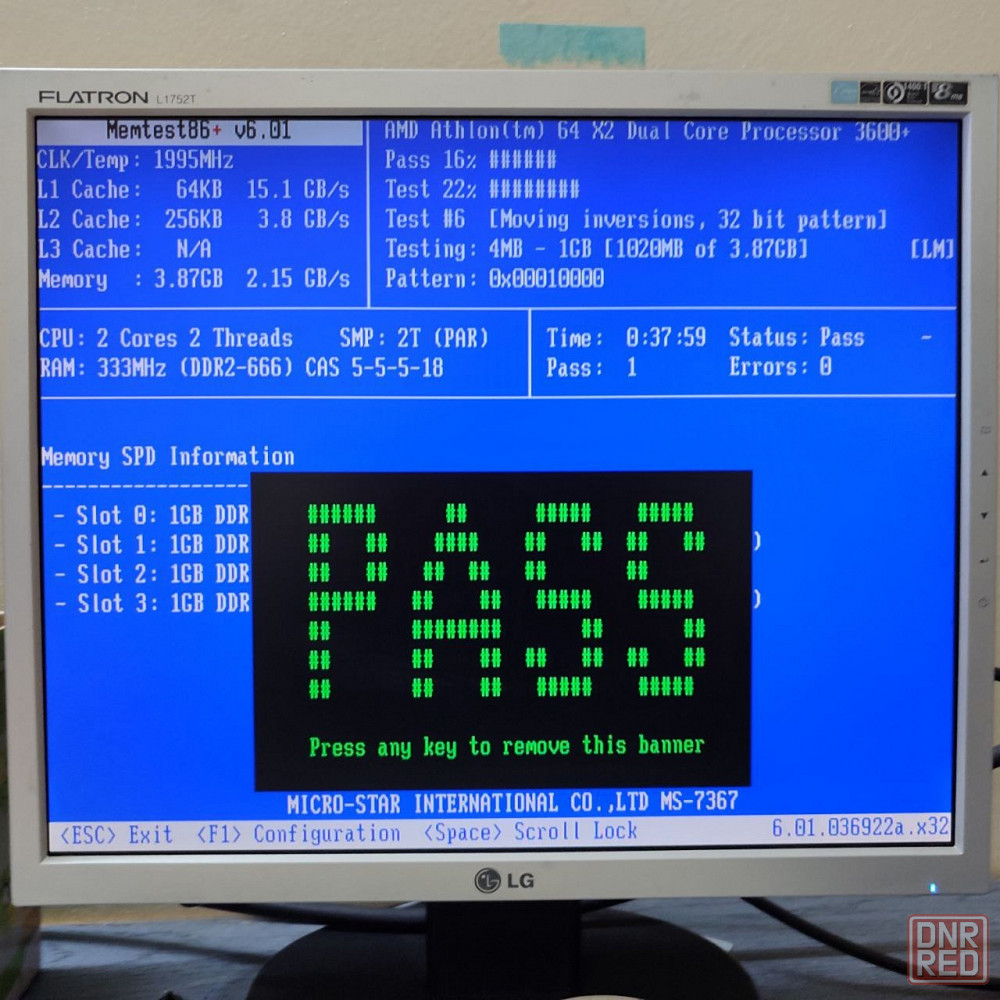 FLATRON L1752T
8ms
Memtest86+ v6.01
AMD Athlon(tm) 64 X2 Dual Core Processor 3600+
CLK/Temp: 1995MHz
Pass 16% ######
L1 Cache: 64KB 15.1 GB/s
Test 22% ########
L2 Cache: 256KB 3.8 GB/s
Test #6 [Moving inversions, 32 bit pattern]
L3 Cache: N/A
Testing: 4MB - 1GB [1020MB of 3.87GB] [LM]
Memory : 3.87GB 2.15 GB/s
Pattern: 0x00010000
CPU: 2 Cores 2 Threads SMP: 2T (PAR)
Time: 0:37:59 Status: Pass -
RAM: 333MHz (DDR2-666) CAS 5-5-5-18
Pass: 1 Errors: 0
Memory SPD Information
- Slot 0: 1GB DDR
- Slot 1: 1GB DDR )
- Slot 2: 1GB DDR
- Slot 3: 1GB DDR )
PASS
Press any key to remove this banner
MICRO-STAR INTERNATIONAL CO.,LTD MS-7367
<ESC> Exit <F1> Configuration <Space> Scroll Lock 6.01.036922a.x32
LG
DNR
RED